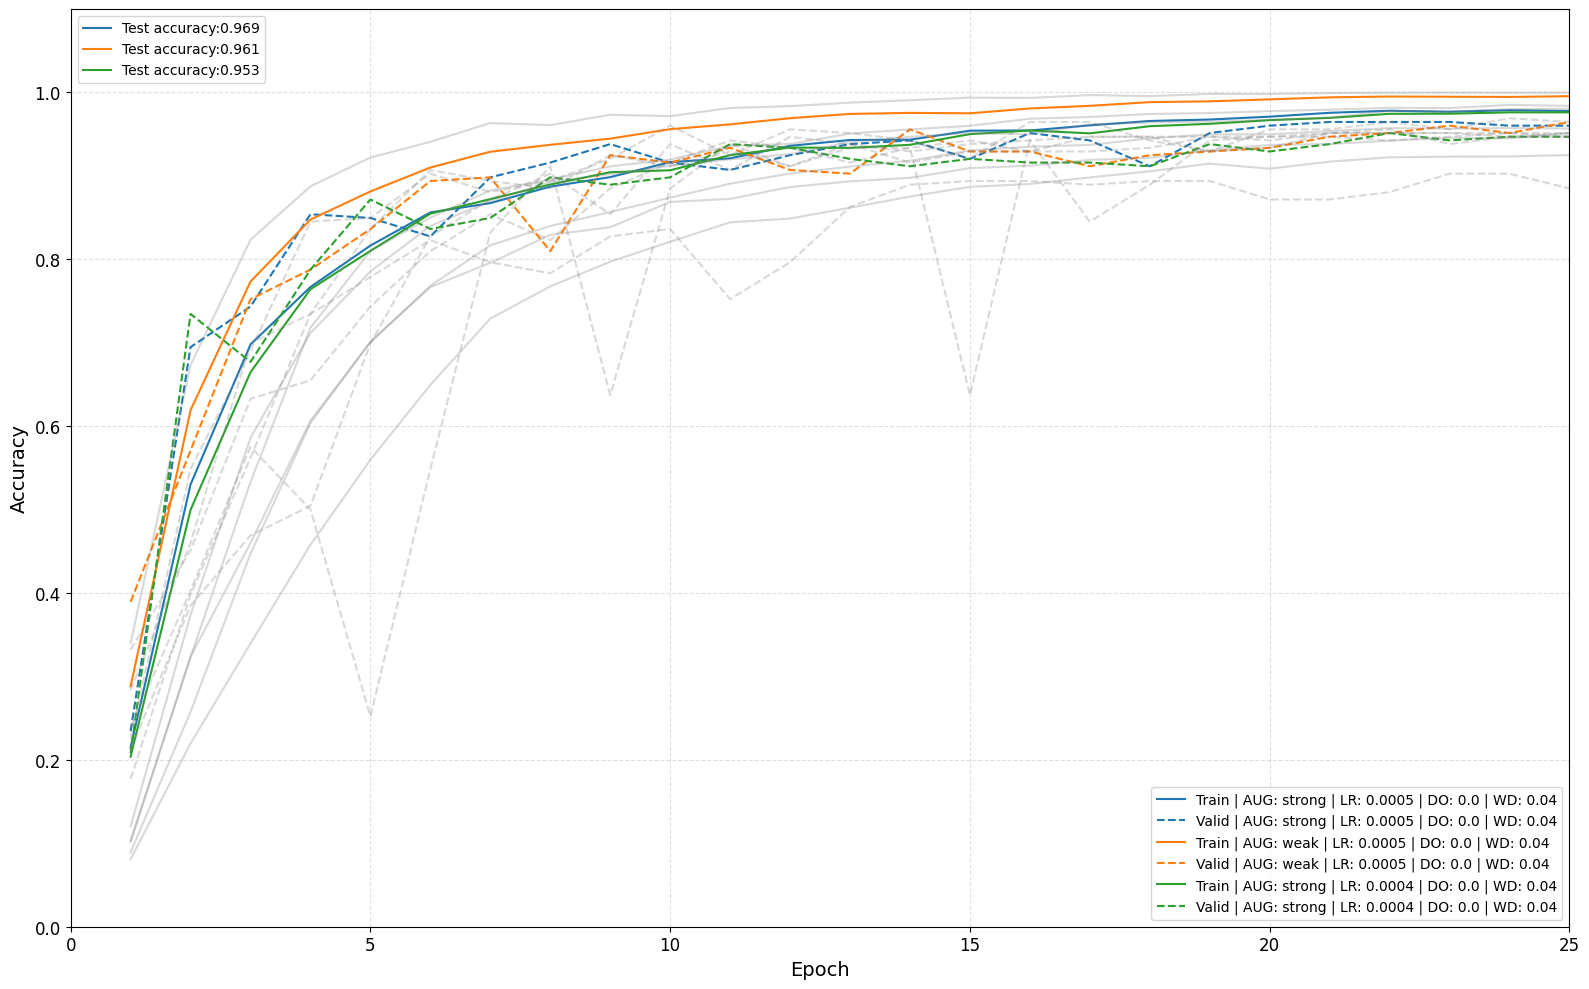 Test accuracy:0.969
Test accuracy:0.961
Test accuracy:0.953
Accuracy
1.0
0.8
0.6
0.4
0.2
0.0
Train | AUG: strong | LR: 0.0005 | DO: 0.0 | WD: 0.04
Valid | AUG: strong | LR: 0.0005 | DO: 0.0 | WD: 0.04
Train | AUG: weak | LR: 0.0005 | DO: 0.0 | WD: 0.04
Valid | AUG: weak | LR: 0.0005 | DO: 0.0 | WD: 0.04
Train | AUG: strong | LR: 0.0004 | DO: 0.0 | WD: 0.04
Valid | AUG: strong | LR: 0.0004 | DO: 0.0 | WD: 0.04
0 5 10 15 20 25
Epoch